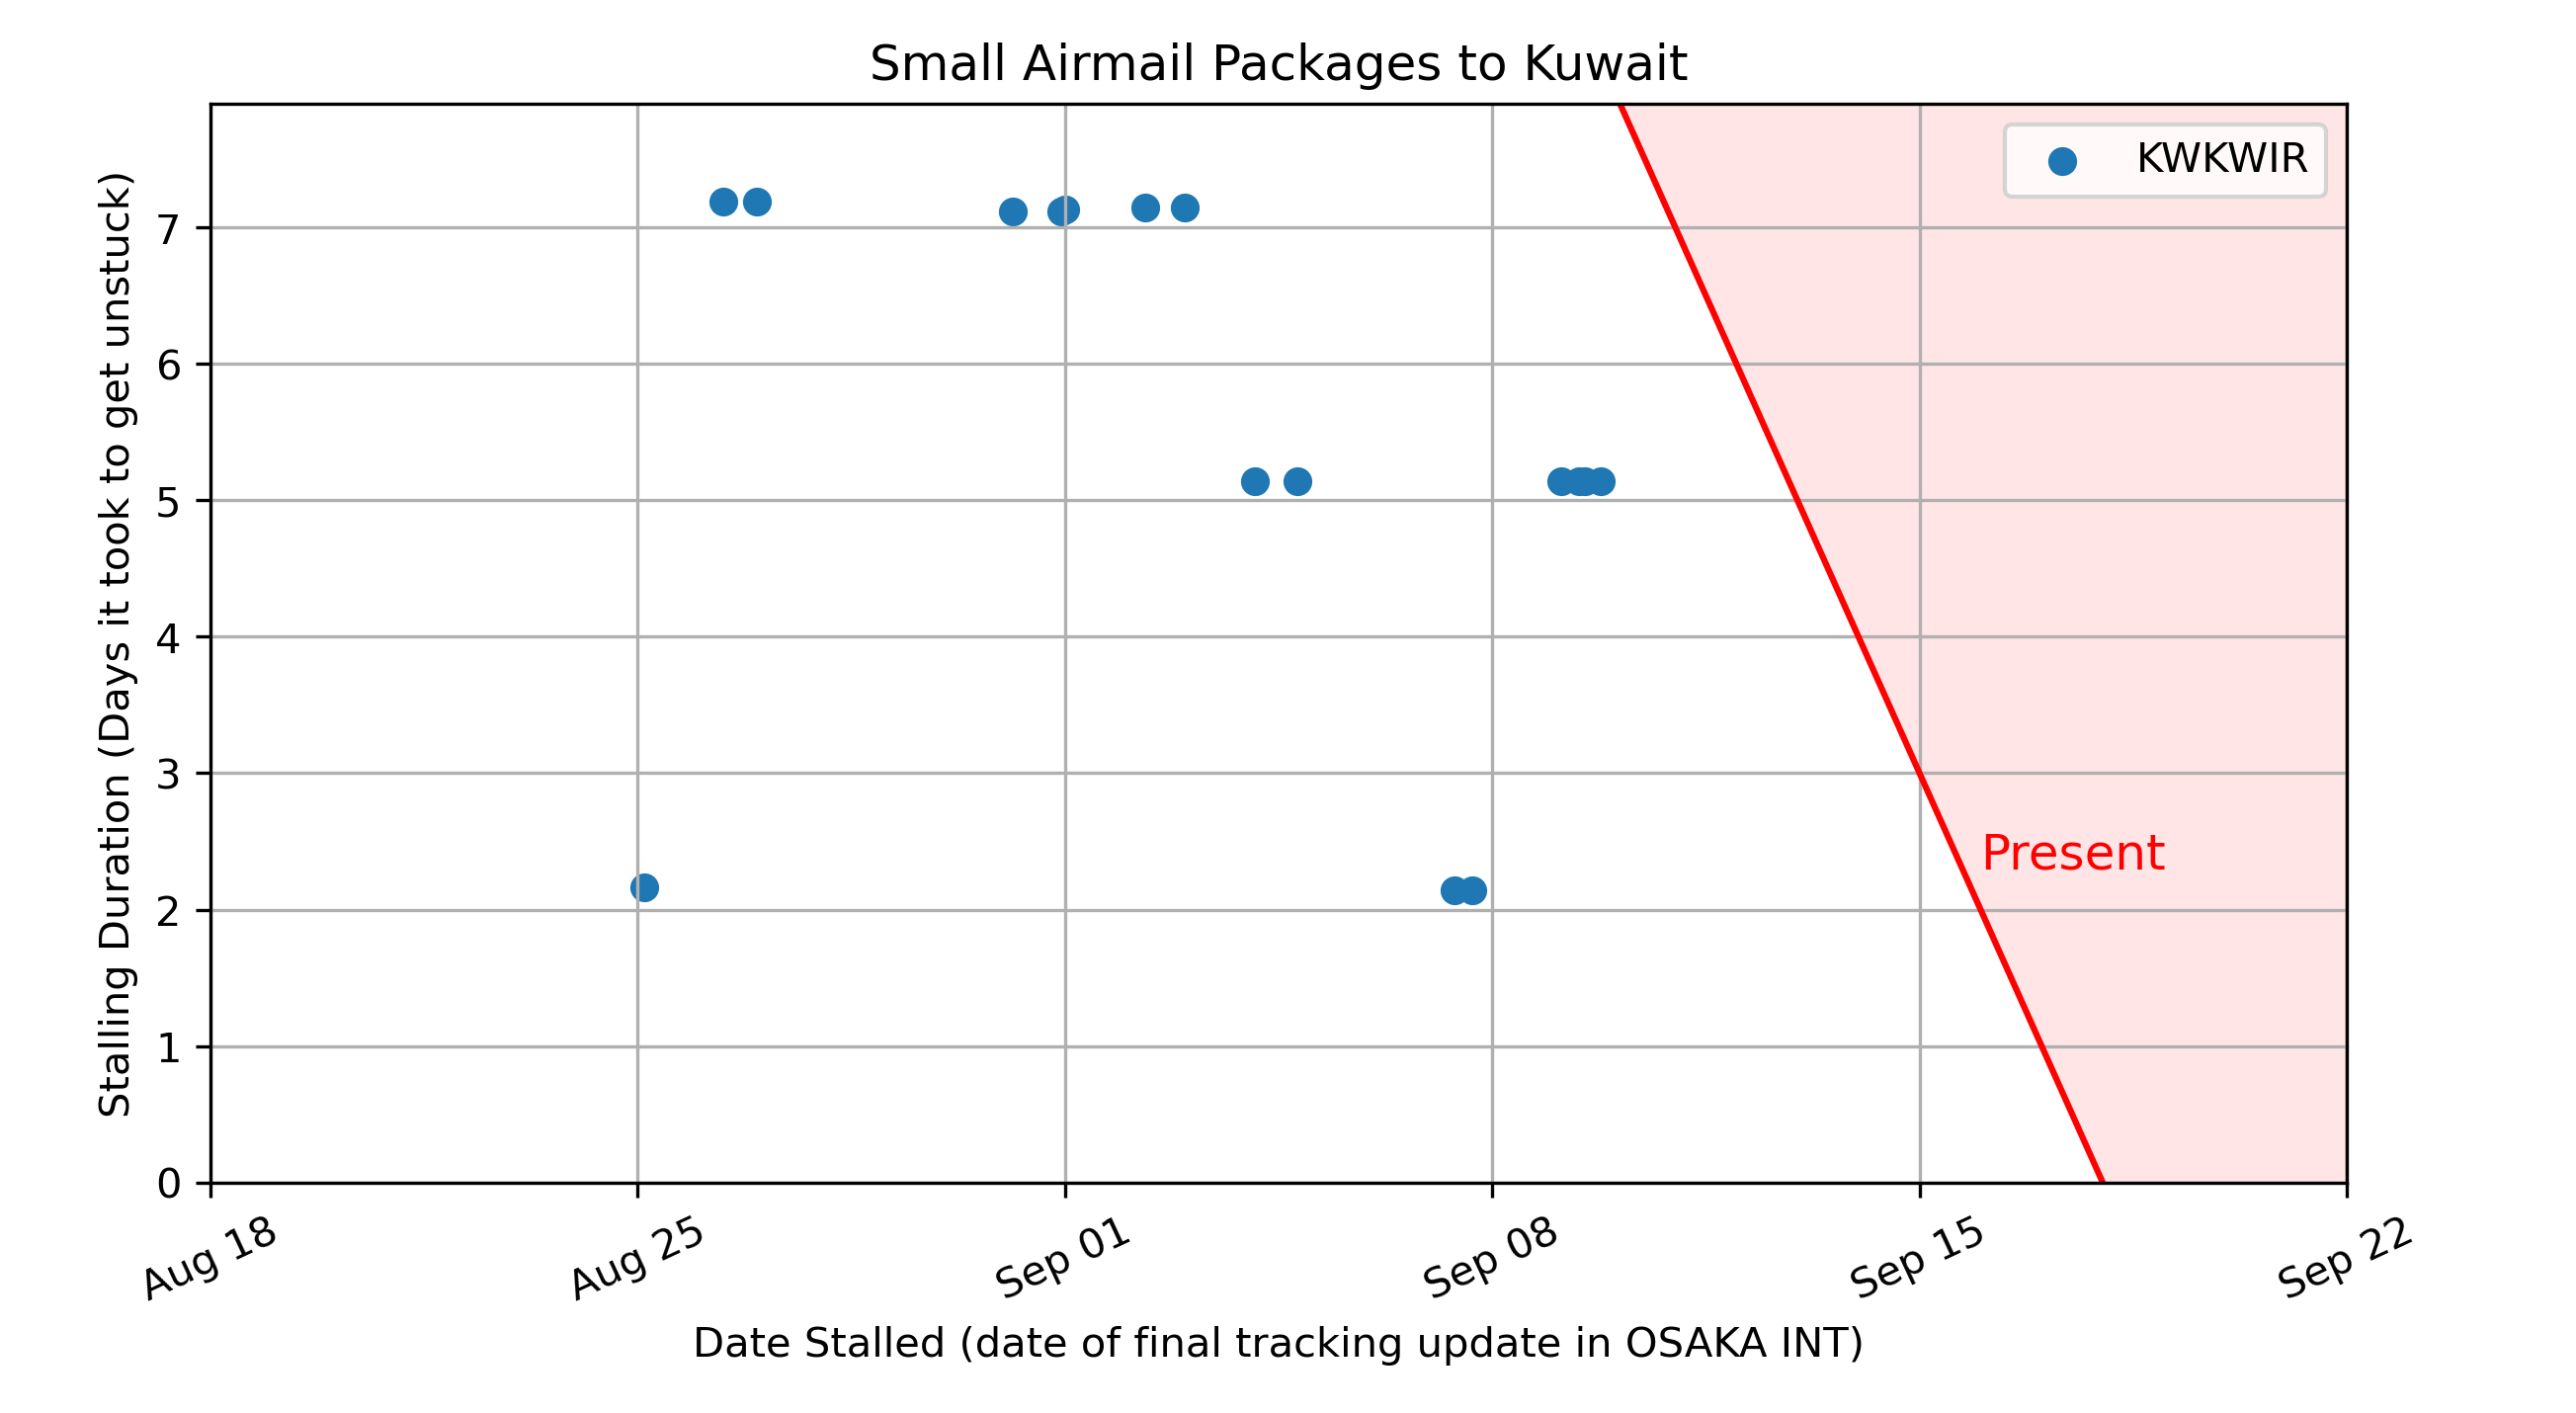 Small Airmail Packages to Kuwait
KWKWIR
Stalling Duration (Days it took to get unstuck)
7
6
5
4
3
2
1
0
Present
Aug 18
Aug 25
Sep 01
Sep 08
Sep 15
Sep 22
Date Stalled (date of final tracking update in OSAKA INT)